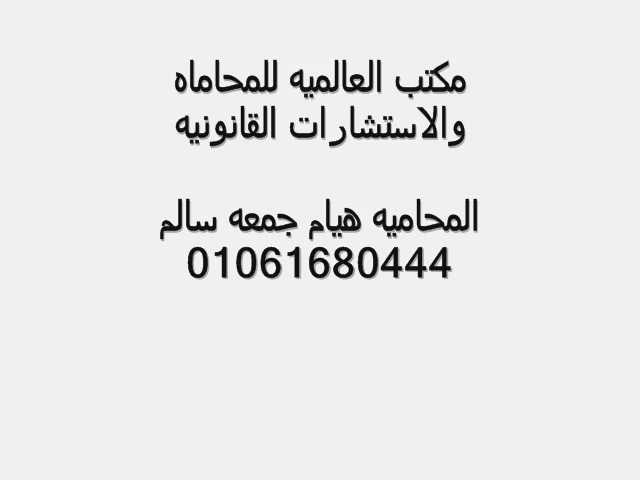 مكتب العالميه للمحاماه
والاستشارات القانونيه
المحاميه هيام جمعه سالم
01061680444